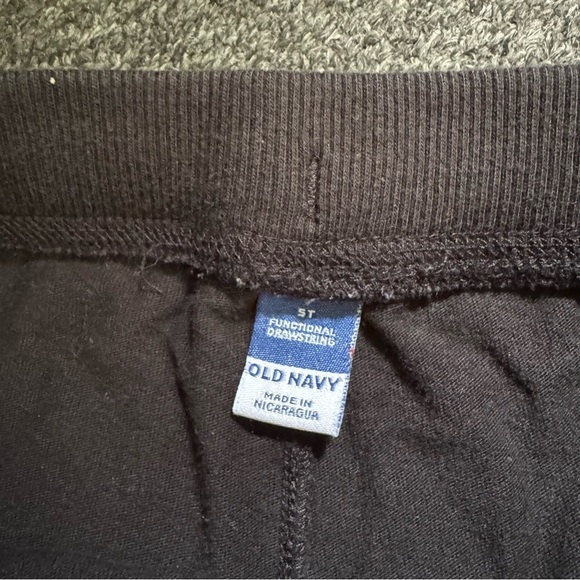 5T
FUNCTIONAL
DRAWSTRING
OLD NAVY
MADE IN
NICARAGUA